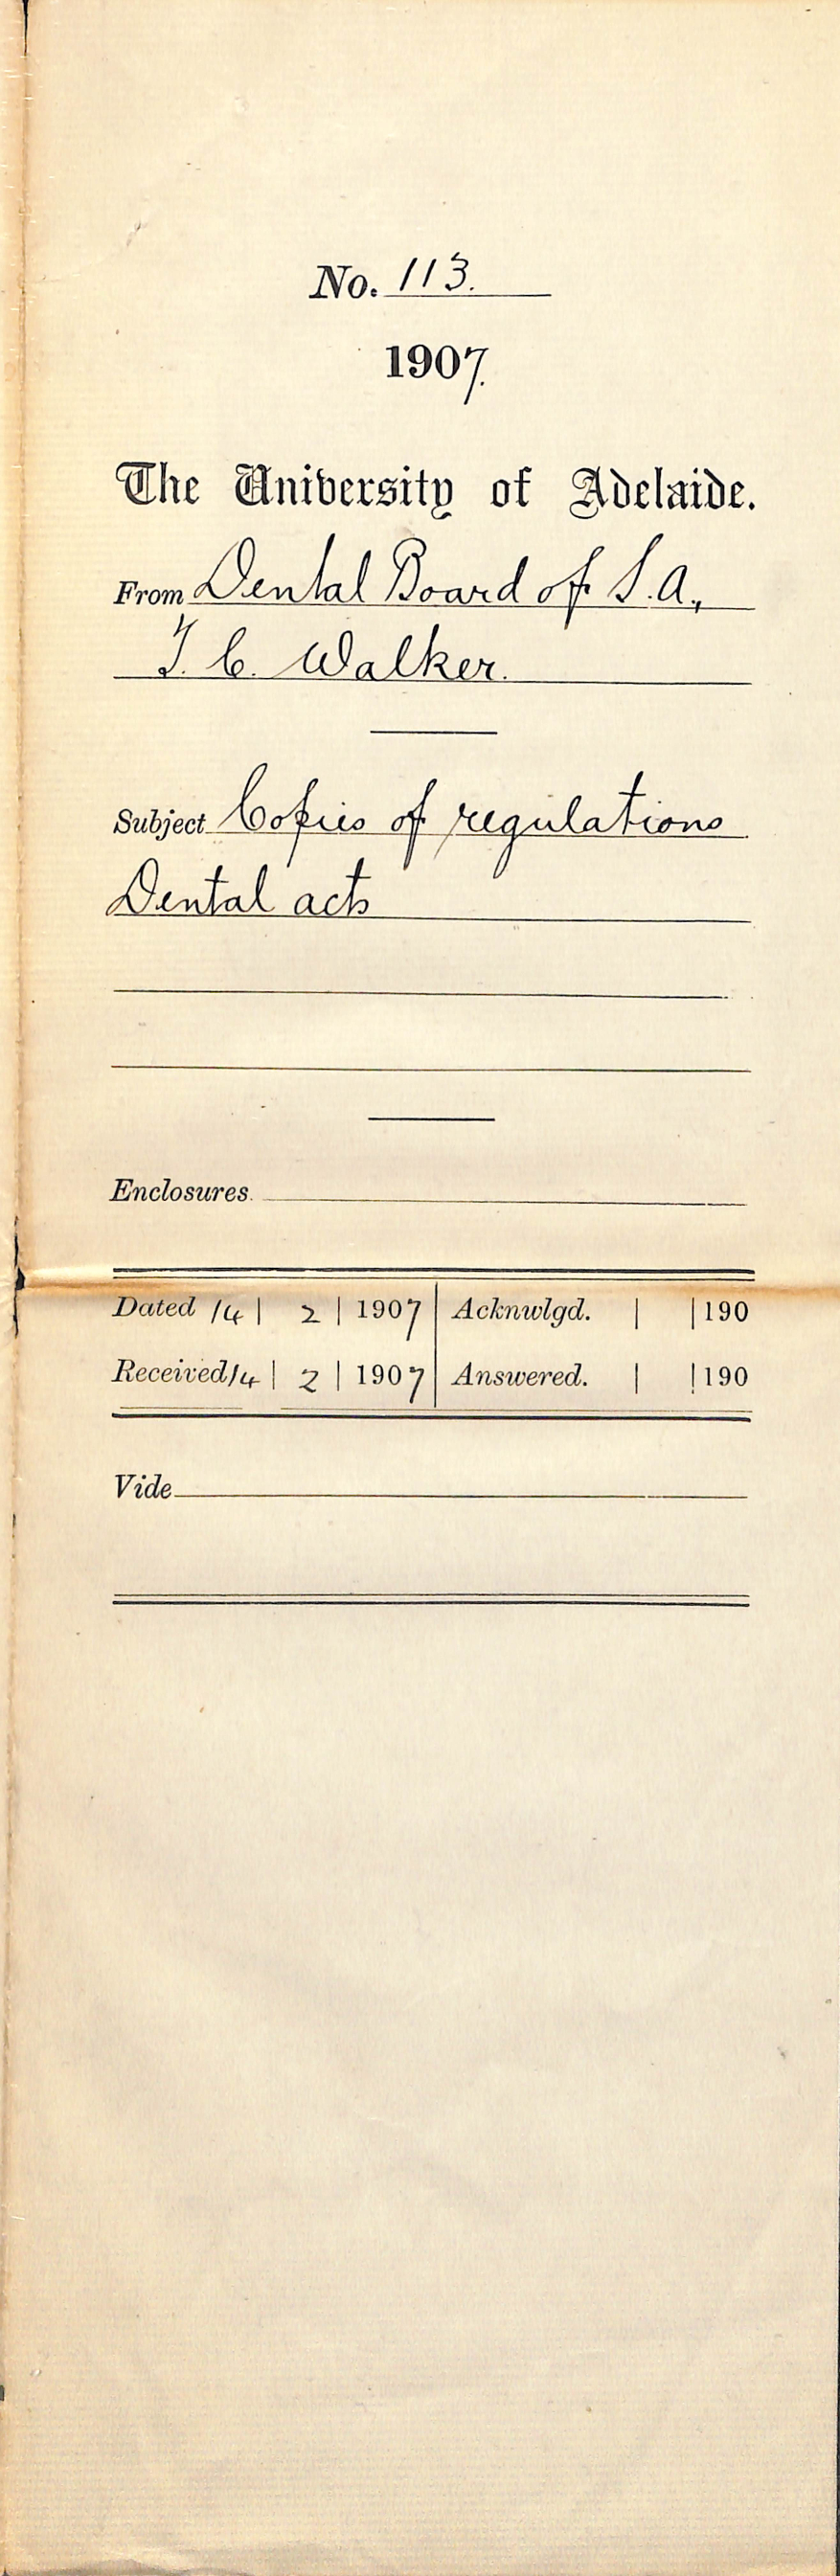 No. 113.
1907.
The University of Adelaide.
From Dental Board of S.A.,
T. C. Walker.
Subject Copies of regulations
Dental acts
Enclosures
Dated 14 | 2 | 1907 | Acknwlgd. | | 190
Received 14 | 2 | 1907 | Answered. | | 190
Vide